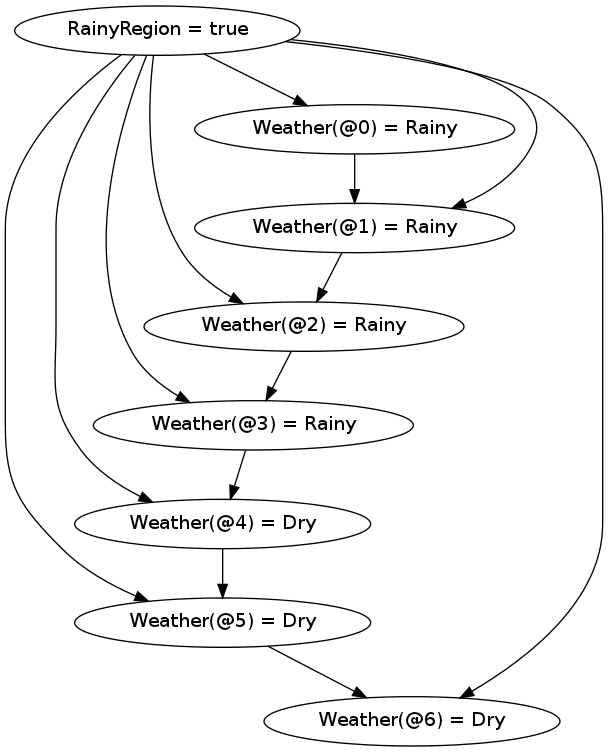 RainyRegion = true
Weather(@0) = Rainy
Weather(@1) = Rainy
Weather(@2) = Rainy
Weather(@3) = Rainy
Weather(@4) = Dry
Weather(@5) = Dry
Weather(@6) = Dry